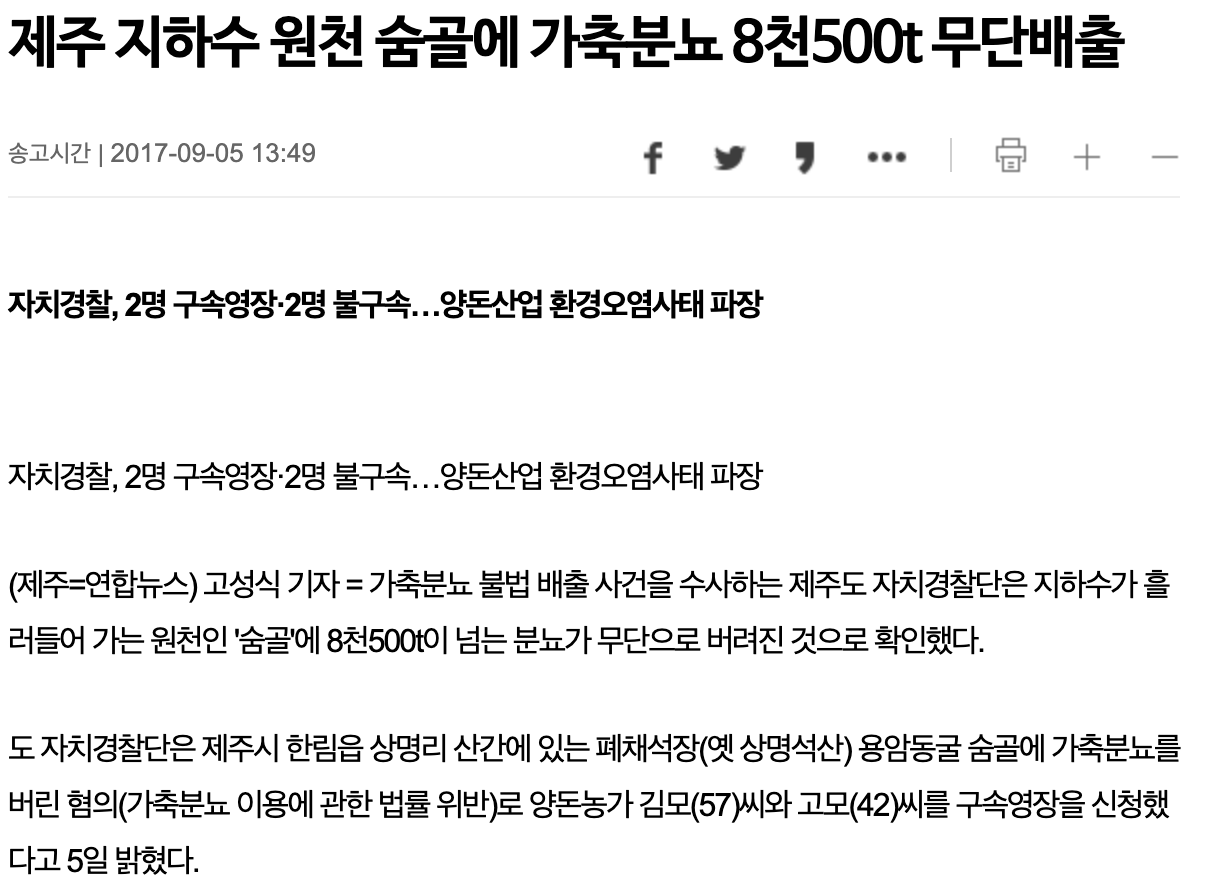 제주 지하수 원천 숨골에 가축분뇨 8천500t 무단배출
송고시간 | 2017-09-05 13:49
자치경찰, 2명 구속영장·2명 불구속…양돈산업 환경오염사태 파장
자치경찰, 2명 구속영장·2명 불구속…양돈산업 환경오염사태 파장
(제주=연합뉴스) 고성식 기자 = 가축분뇨 불법 배출 사건을 수사하는 제주도 자치경찰단은 지하수가 흘
러들어 가는 원천인 '숨골'에 8천500t이 넘는 분뇨가 무단으로 버려진 것으로 확인했다.
도 자치경찰단은 제주시 한림읍 상명리 산간에 있는 폐채석장(옛 상명석산) 용암동굴 숨골에 가축분뇨를
버린 혐의(가축분뇨 이용에 관한 법률 위반)로 양돈농가 김모(57)씨와 고모(42)씨를 구속영장을 신청했
다고 5일 밝혔다.